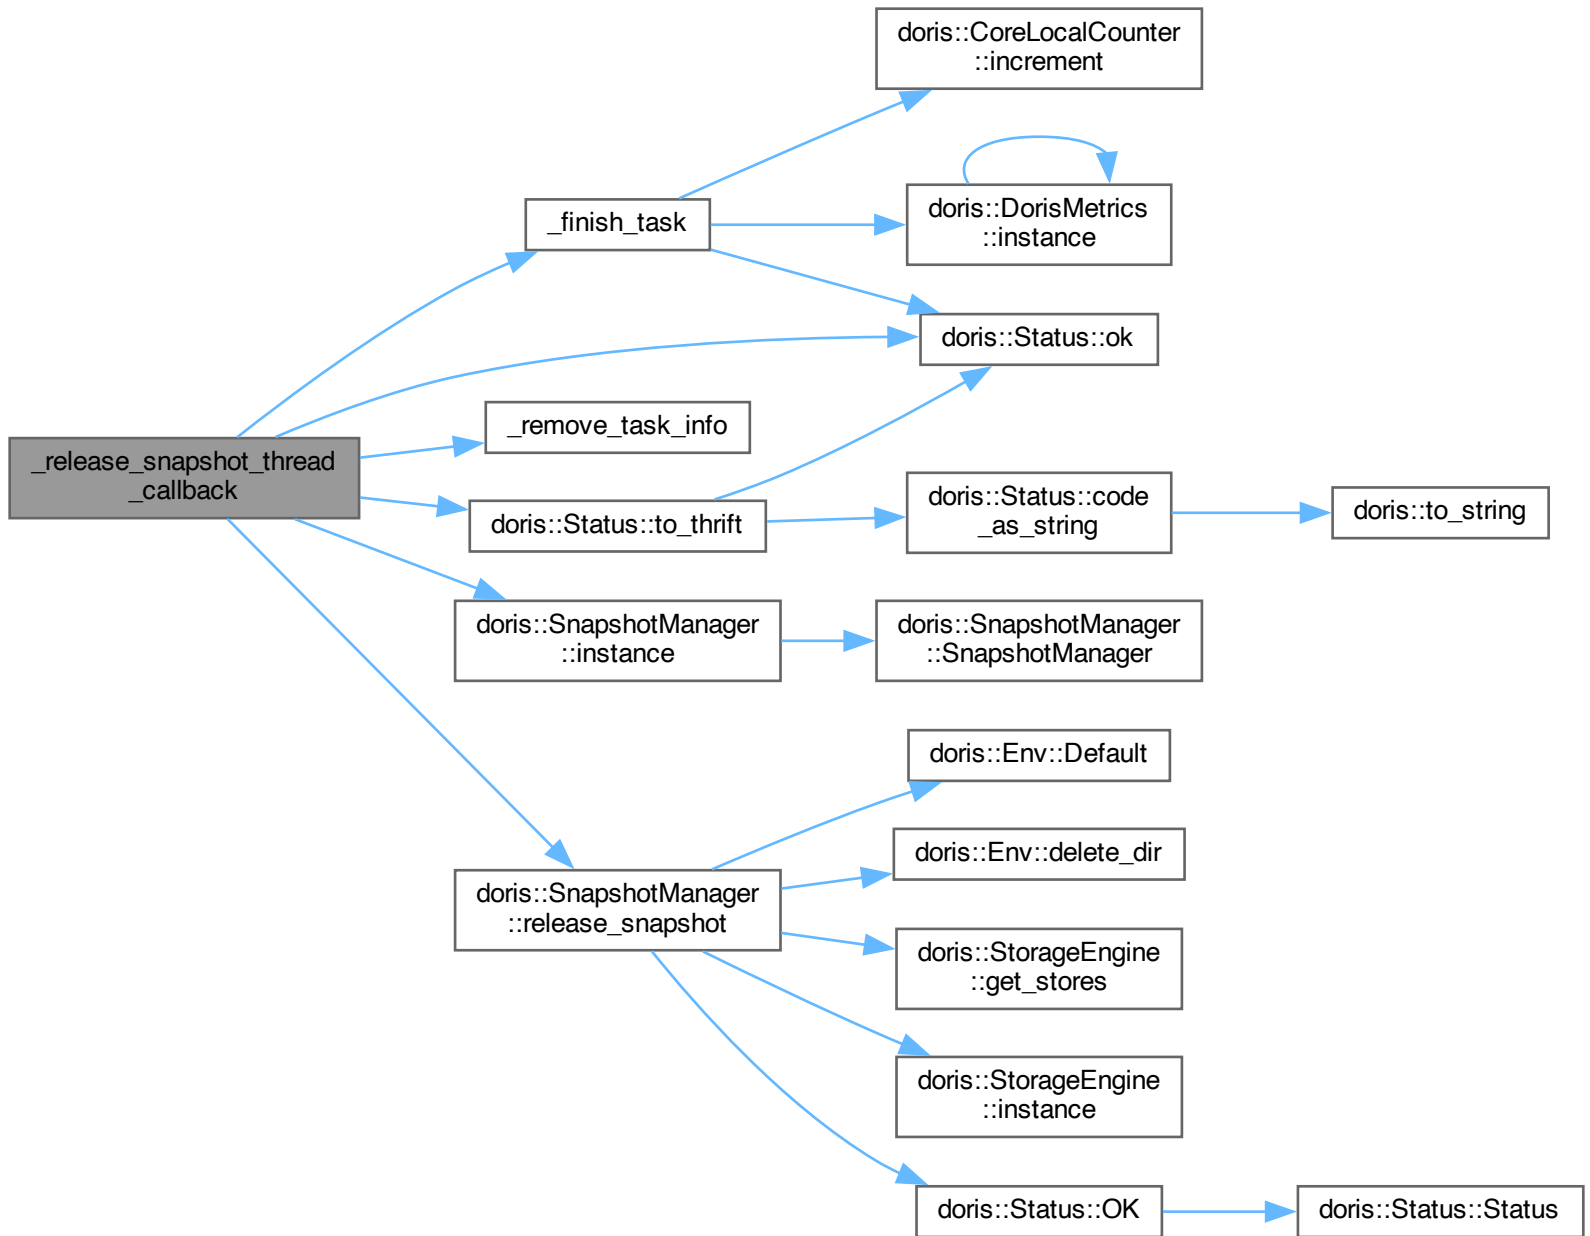 doris::CoreLocalCounter
::increment
doris::DorisMetrics
::instance
_finish_task
doris::Status::ok
_remove_task_info
_release_snapshot_thread
_callback
doris::Status::code
_as_string
doris::to_string
doris::Status::to_thrift
doris::SnapshotManager
::instance
doris::SnapshotManager
::SnapshotManager
doris::Env::Default
doris::Env::delete_dir
doris::SnapshotManager
::release_snapshot
doris::StorageEngine
::get_stores
doris::StorageEngine
::instance
doris::Status::OK
doris::Status::Status